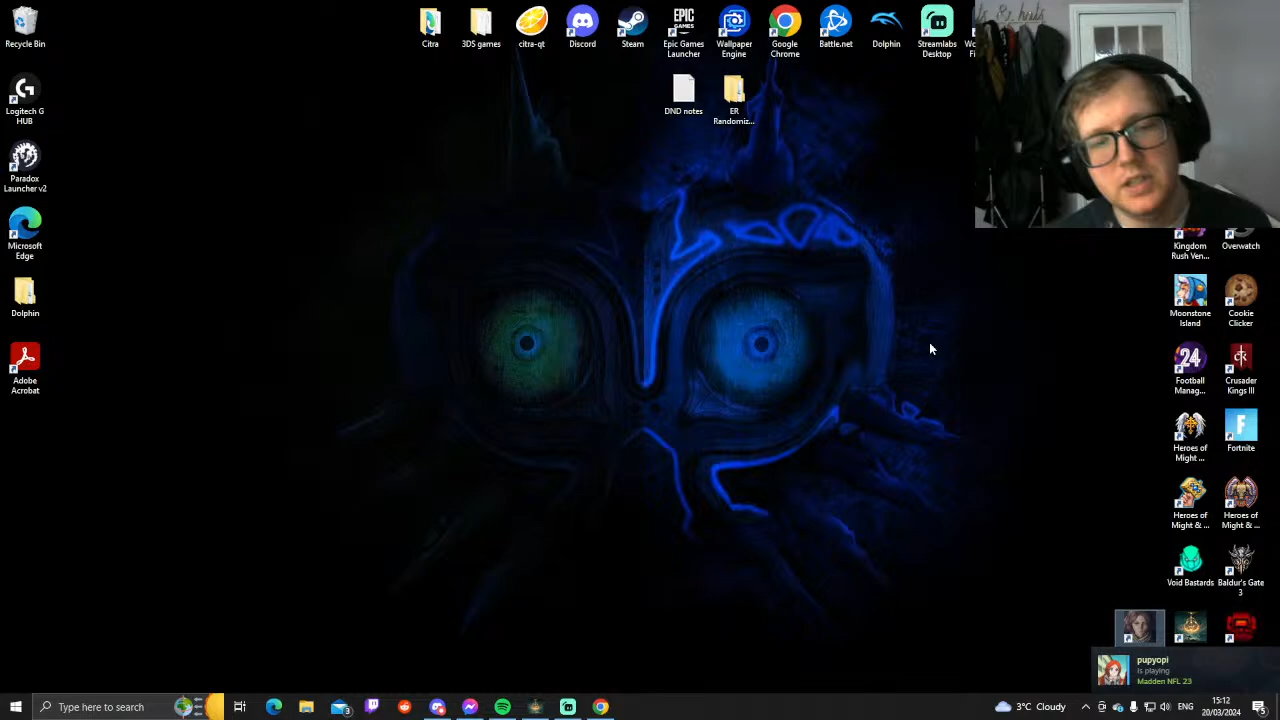 Recycle Bin
Citra
3DS games
citra-qt
Discord
Steam
EPIC
GAMES
Epic Games
Launcher
Wallpaper
Engine
Google
Chrome
Battle.net
Dolphin
Streamlabs
Desktop
Logitech G
HUB
DND notes
ER
Randomiz...
Paradox
Launcher v2
Microsoft
Edge
Kingdom
Rush Ven...
Overwatch
Dolphin
Moonstone
Island
Cookie
Clicker
Adobe
Acrobat
24
Football
Manag...
Crusader
Kings III
Heroes of
Might ...
Fortnite
Heroes of
Might & ...
Heroes of
Might & ...
Void Bastards
Baldur's Gate
3
pupyopi
is playing
Madden NFL 23
Type here to search
3
3°C Cloudy
ENG
15:12
20/03/2024